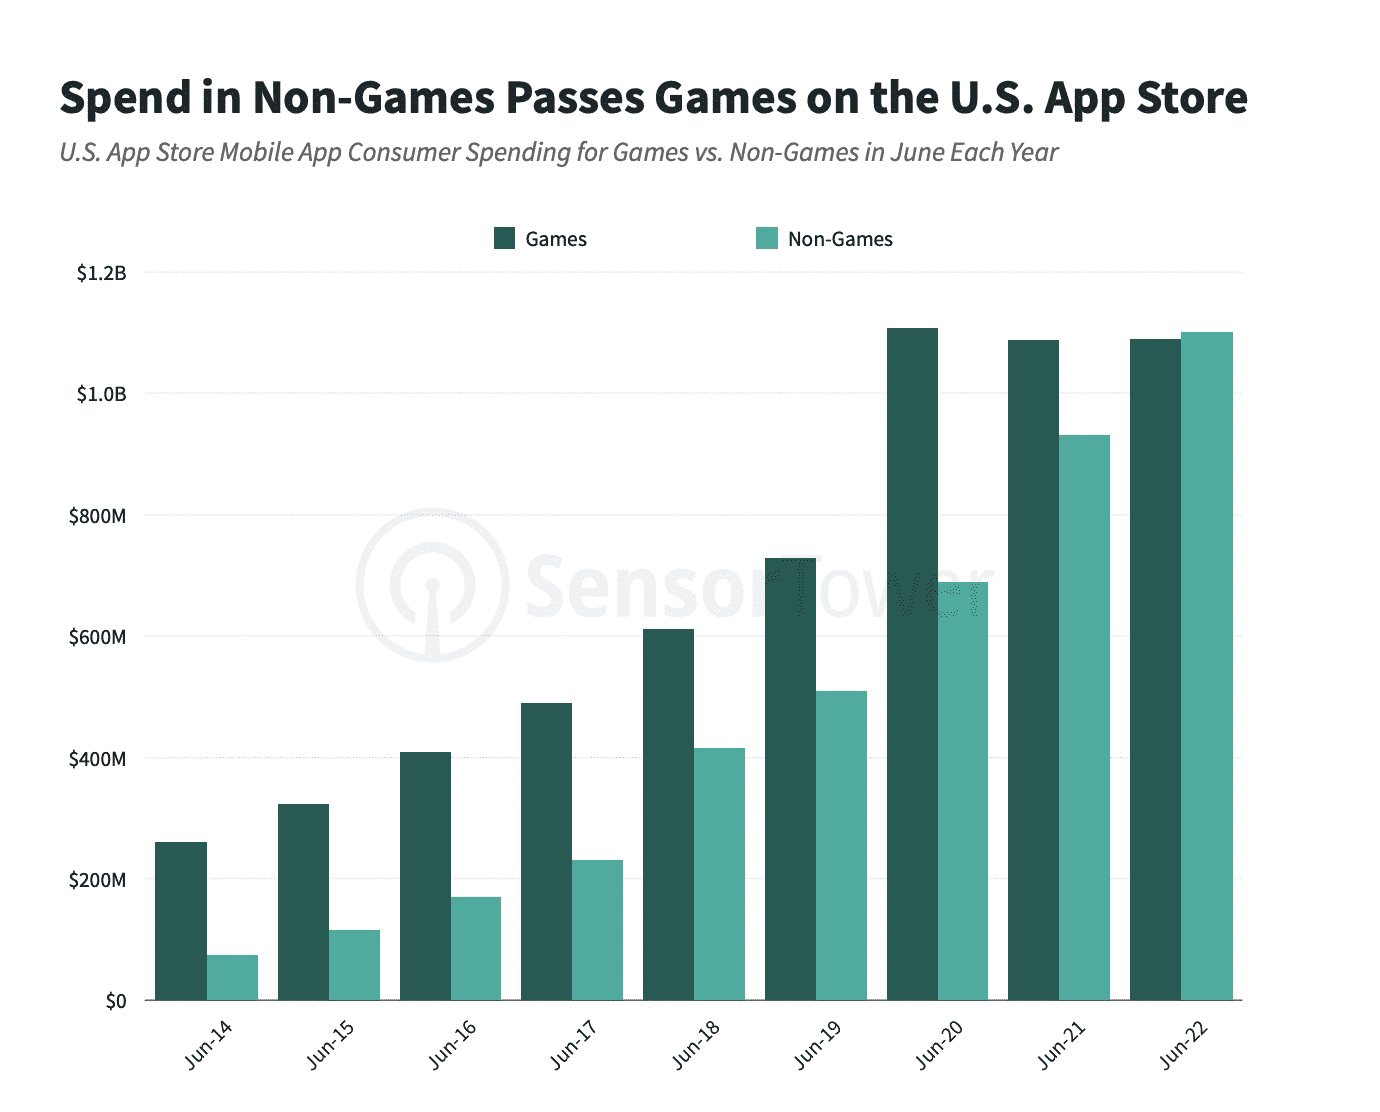 Spend in Non-Games Passes Games on the U.S. App Store
U.S. App Store Mobile App Consumer Spending for Games vs. Non-Games in June Each Year
Games
Non-Games
$1.2B
$1.0B
$800M
$600M
$400M
$200M
$0
SensorTower
Jun-14
Jun-15
Jun-16
Jun-17
Jun-18
Jun-19
Jun-20
Jun-21
Jun-22